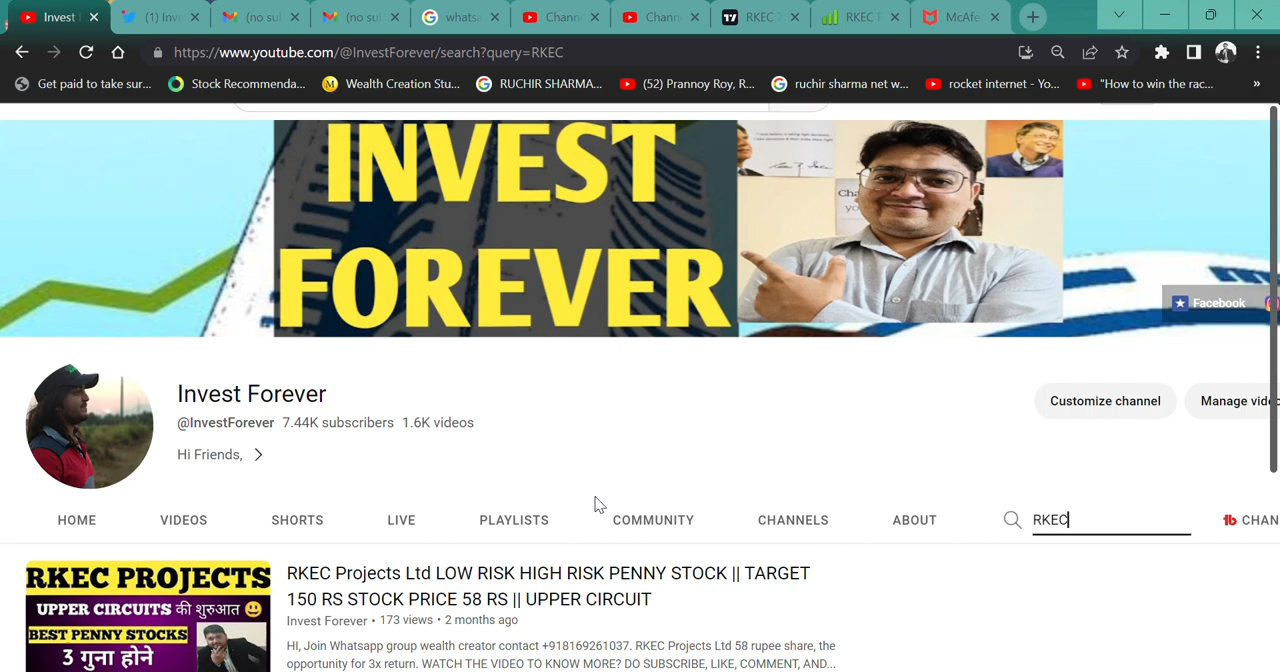 Invest
(1) Inv
(no su
(no su
whats
Chann
Chann
RKEC
RKEC
McAfe
https://www.youtube.com/@InvestForever/search?query=RKEC
Get paid to take sur...
Stock Recommenda...
Wealth Creation Stu...
RUCHIR SHARMA...
(52) Prannoy Roy, R...
ruchir sharma net w...
rocket internet - Yo...
"How to win the rac...
»
INVEST
FOREVER
Facebook
Invest Forever
@InvestForever 7.44K subscribers 1.6K videos
Hi Friends,
Customize channel
Manage vide
HOME
VIDEOS
SHORTS
LIVE
PLAYLISTS
COMMUNITY
CHANNELS
ABOUT
RKEC
CHAN
RKEC PROJECTS
UPPER CIRCUITS की शुरुआत
BEST PENNY STOCKS
3 गुना होने
RKEC Projects Ltd LOW RISK HIGH RISK PENNY STOCK || TARGET
150 RS STOCK PRICE 58 RS || UPPER CIRCUIT
Invest Forever • 173 views • 2 months ago
HI, Join Whatsapp group wealth creator contact +918169261037. RKEC Projects Ltd 58 rupee share, the
opportunity for 3x return. WATCH THE VIDEO TO KNOW MORE? DO SUBSCRIBE, LIKE, COMMENT, AND...